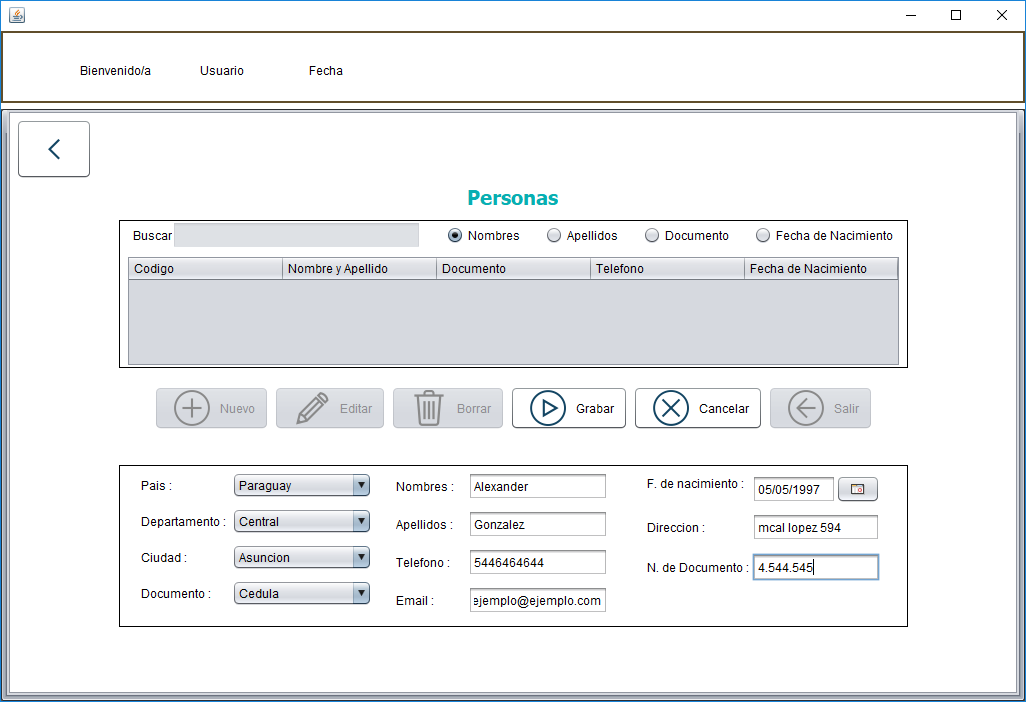 Bienvenido/a Usuario Fecha
Personas
Buscar Nombres Apellidos Documento Fecha de Nacimiento
Codigo Nombre y Apellido Documento Telefono Fecha de Nacimiento
Nuevo Editar Borrar Grabar Cancelar Salir
Pais : Paraguay Nombres : Alexander F. de nacimiento : 05/05/1997
Departamento : Central Apellidos : Gonzalez Direccion : mcal lopez 594
Ciudad : Asuncion Telefono : 5446464644 N. de Documento : 4.544.545
Documento : Cedula Email : ejemplo@ejemplo.com